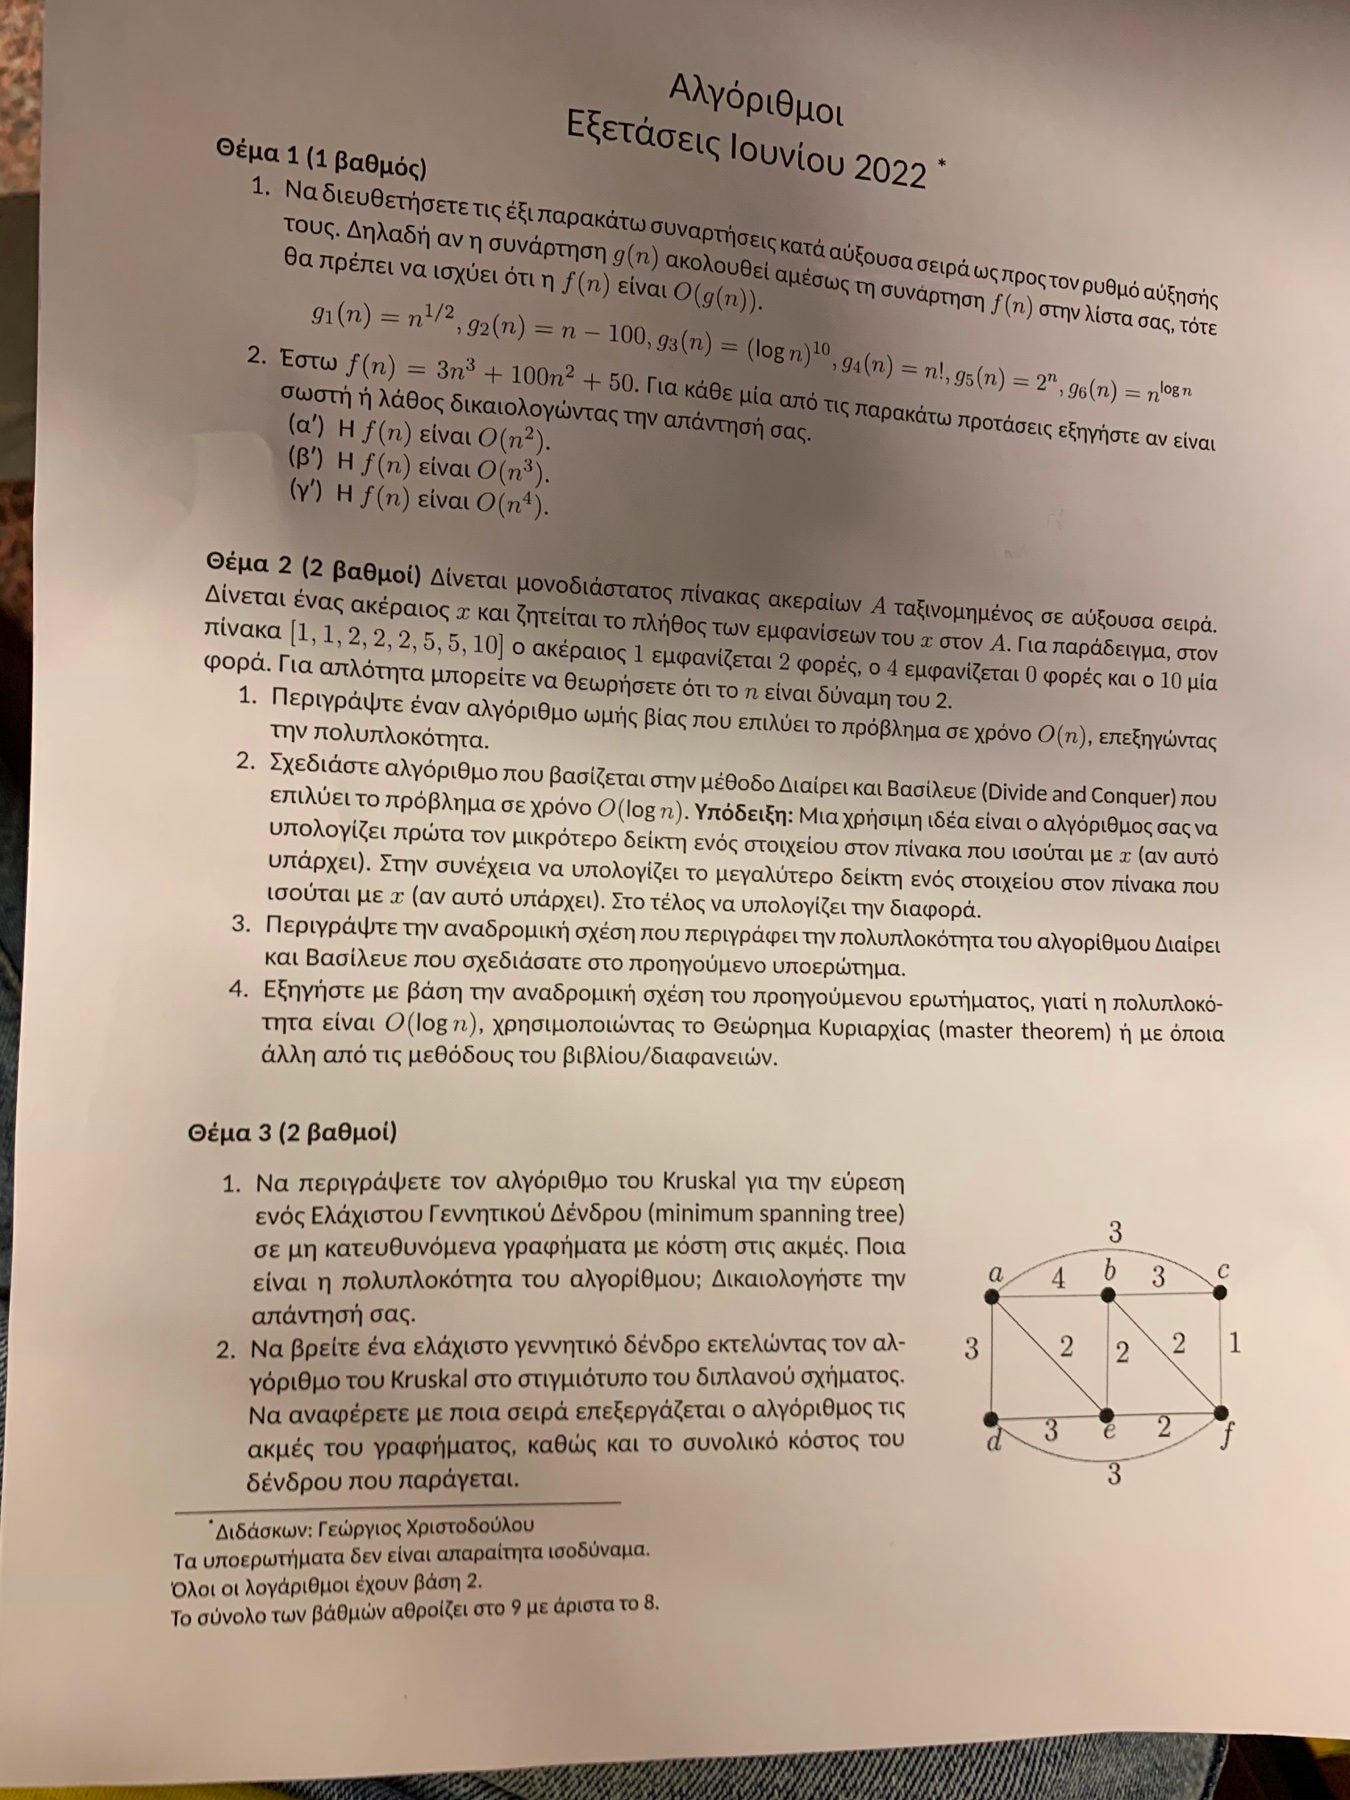 Αλγόριθμοι
Εξετάσεις Ιουνίου 2022 *
Θέμα 1 (1 βαθμός)
1. Να διευθετήσετε τις έξι παρακάτω συναρτήσεις κατά αύξουσα σειρά ως προς τον ρυθμό αύξησής
τους. Δηλαδή αν η συνάρτηση g(n) ακολουθεί αμέσως τη συνάρτηση f(n) στην λίστα σας, τότε
θα πρέπει να ισχύει ότι η f(n) είναι O(g(n)).
g₁(n) = n^{1/2}, g₂(n) = n − 100, g₃(n) = (log n)^{10}, g₄(n) = n!, g₅(n) = 2^n, g₆(n) = n^{log n}
2. Έστω f(n) = 3n³ + 100n² + 50. Για κάθε μία από τις παρακάτω προτάσεις εξηγήστε αν είναι
σωστή ή λάθος δικαιολογώντας την απάντησή σας.
(α′) Η f(n) είναι O(n²).
(β′) Η f(n) είναι O(n³).
(γ′) Η f(n) είναι O(n⁴).
Θέμα 2 (2 βαθμοί) Δίνεται μονοδιάστατος πίνακας ακεραίων A ταξινομημένος σε αύξουσα σειρά.
Δίνεται ένας ακέραιος x και ζητείται το πλήθος των εμφανίσεων του x στον A. Για παράδειγμα, στον
πίνακα [1, 1, 2, 2, 2, 5, 5, 10] ο ακέραιος 1 εμφανίζεται 2 φορές, ο 4 εμφανίζεται 0 φορές και ο 10 μία
φορά. Για απλότητα μπορείτε να θεωρήσετε ότι το n είναι δύναμη του 2.
1. Περιγράψτε έναν αλγόριθμο ωμής βίας που επιλύει το πρόβλημα σε χρόνο O(n), επεξηγώντας
την πολυπλοκότητα.
2. Σχεδιάστε αλγόριθμο που βασίζεται στην μέθοδο Διαίρει και Βασίλευε (Divide and Conquer) που
επιλύει το πρόβλημα σε χρόνο O(log n). Υπόδειξη: Μια χρήσιμη ιδέα είναι ο αλγόριθμος σας να
υπολογίζει πρώτα τον μικρότερο δείκτη ενός στοιχείου στον πίνακα που ισούται με x (αν αυτό
υπάρχει). Στην συνέχεια να υπολογίζει το μεγαλύτερο δείκτη ενός στοιχείου στον πίνακα που
ισούται με x (αν αυτό υπάρχει). Στο τέλος να υπολογίζει την διαφορά.
3. Περιγράψτε την αναδρομική σχέση που περιγράφει την πολυπλοκότητα του αλγορίθμου Διαίρει
και Βασίλευε που σχεδιάσατε στο προηγούμενο υποερώτημα.
4. Εξηγήστε με βάση την αναδρομική σχέση του προηγούμενου ερωτήματος, γιατί η πολυπλοκό-
τητα είναι O(log n), χρησιμοποιώντας το Θεώρημα Κυριαρχίας (master theorem) ή με όποια
άλλη από τις μεθόδους του βιβλίου/διαφανειών.
Θέμα 3 (2 βαθμοί)
1. Να περιγράψετε τον αλγόριθμο του Kruskal για την εύρεση
ενός Ελάχιστου Γεννητικού Δένδρου (minimum spanning tree)
σε μη κατευθυνόμενα γραφήματα με κόστη στις ακμές. Ποια
είναι η πολυπλοκότητα του αλγορίθμου; Δικαιολογήστε την
απάντησή σας.
2. Να βρείτε ένα ελάχιστο γεννητικό δένδρο εκτελώντας τον αλ-
γόριθμο του Kruskal στο στιγμιότυπο του διπλανού σχήματος.
Να αναφέρετε με ποια σειρά επεξεργάζεται ο αλγόριθμος τις
ακμές του γραφήματος, καθώς και το συνολικό κόστος του
δένδρου που παράγεται.
3
a 4 b 3 c
3 2 2 2 1
d 3 e 2 f
3
*Διδάσκων: Γεώργιος Χριστοδούλου
Τα υποερωτήματα δεν είναι απαραίτητα ισοδύναμα.
Όλοι οι λογάριθμοι έχουν βάση 2.
Το σύνολο των βάθμών αθροίζει στο 9 με άριστα το 8.